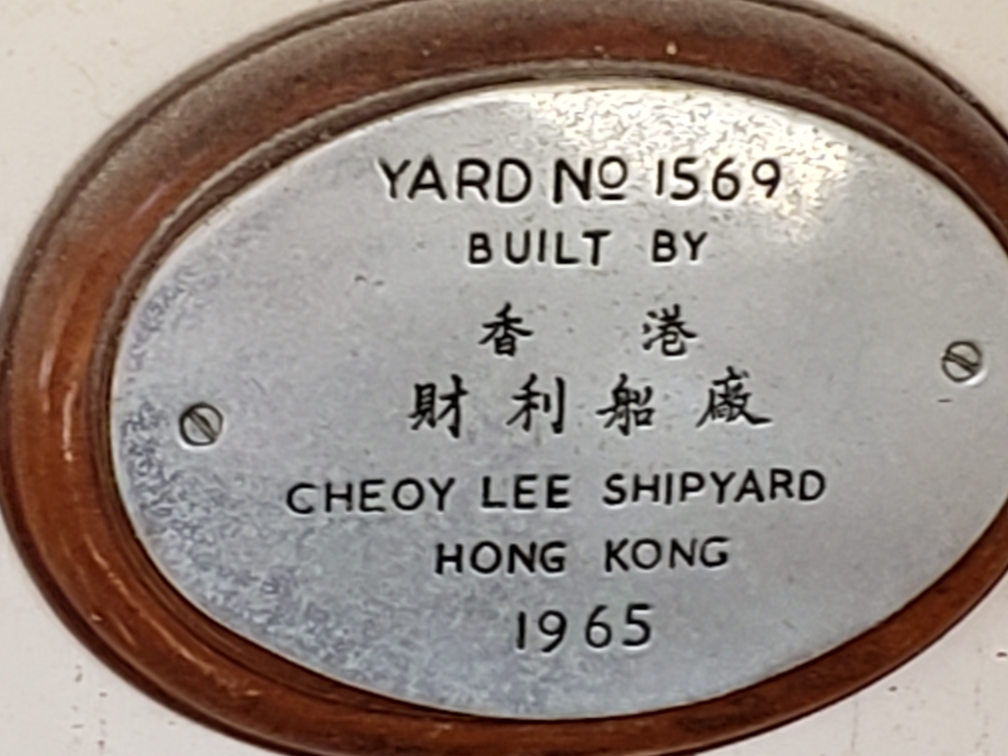 YARD Nº 1569
BUILT BY
香 港
財 利 船 廠
CHEOY LEE SHIPYARD
HONG KONG
1965